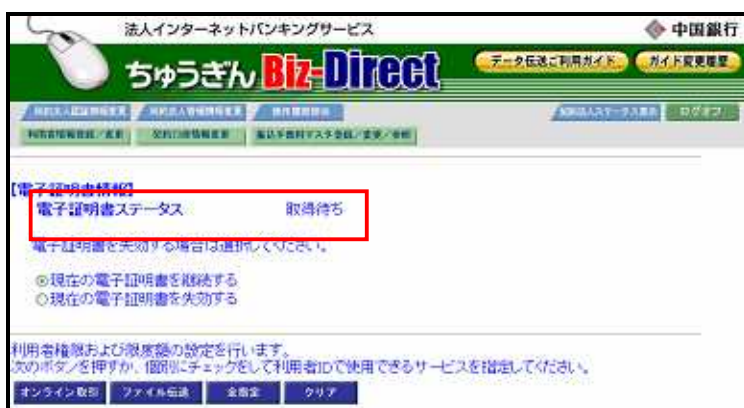 法人インターネットバンキングサービス
中国銀行
ちゅうぎん Biz-Direct
データ伝送ご利用ガイド ガイド変更履歴
ログオフ
【電子証明書情報】
電子証明書ステータス 取得待ち
電子証明書を失効する場合は選択してください。
現在の電子証明書を継続する
現在の電子証明書を失効する
利用者権限および限度額の設定を行います。
次のボタンを押すか、個別にチェックをして利用者IDで使用できるサービスを指定してください。
オンライン取引 ファイル伝送 全指定 クリア